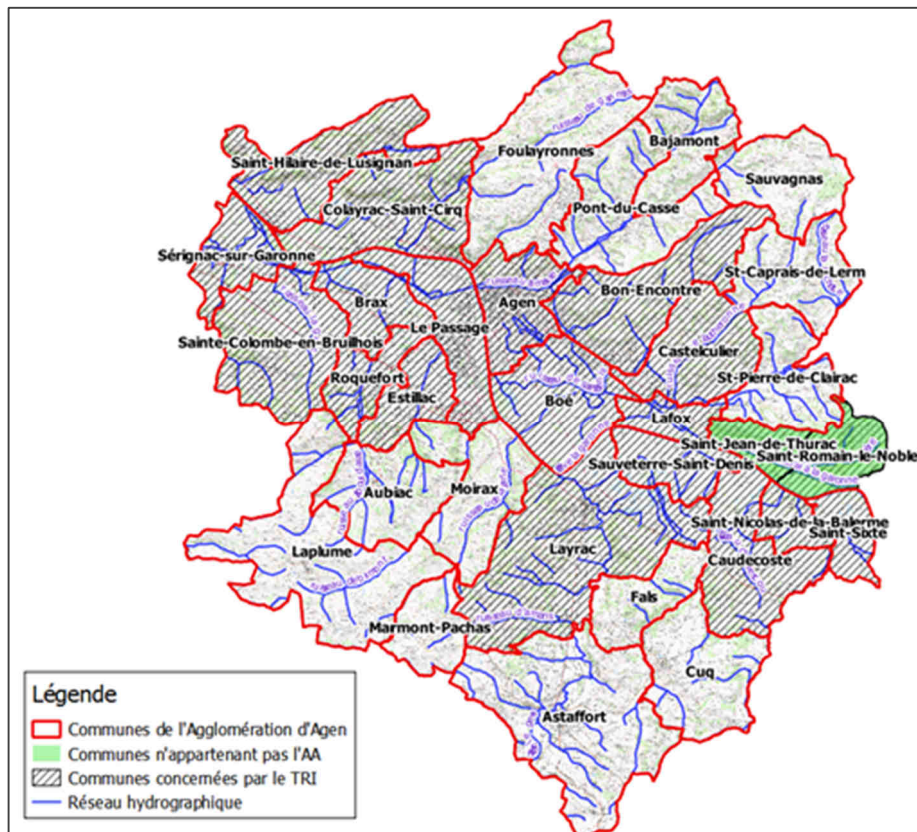 Foulayronnes
Bajamont
Saint-Hilaire-de-Lusignan
Sauvagnas
Colayrac-Saint-Cirq
Pont-du-Casse
Sérignac-sur-Garonne
St-Caprais-de-Lerm
Bon-Encontre
Brax
Agen
Le Passage
Sainte-Colombe-en-Bruilhois
Castelculier
Roquefort
St-Pierre-de-Clairac
Estillac
Boé
Lafox
Saint-Jean-de-Thurac
Saint-Romain-le-Noble
Sauveterre-Saint-Denis
Moirax
Aubiac
Saint-Nicolas-de-la-Balerme
Saint-Sixte
Laplume
Layrac
Caudecoste
Fals
Marmont-Pachas
Cuq
Astaffort
Légende
Communes de l'Agglomération d'Agen
Communes n'appartenant pas l'AA
Communes concernées par le TRI
Réseau hydrographique